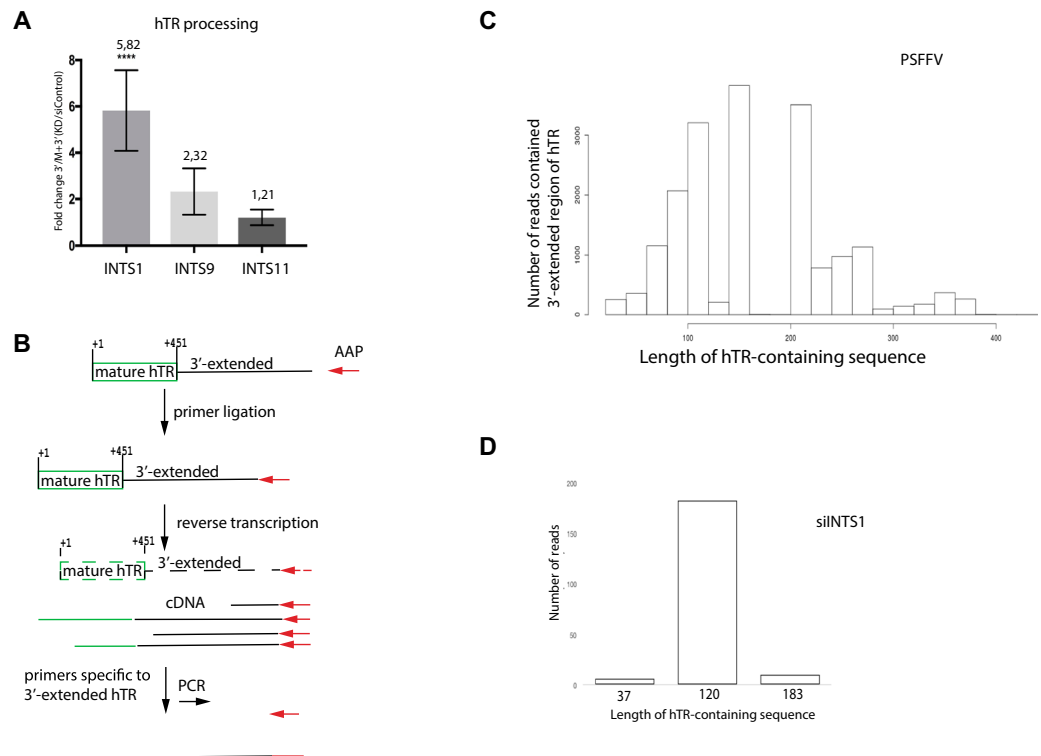 A
hTR processing
5,82
****
2,32
1,21
8
6
4
2
0
Fold change 3'/M+3'(KD/siControl)
INTS1 INTS9 INTS11
B
+1 +451
mature hTR 3'-extended AAP
primer ligation
+1 +451
mature hTR 3'-extended
reverse transcription
+1 +451
mature hTR 3'-extended
cDNA
primers specific to
3'-extended hTR
PCR
C
PSFFV
Number of reads contained
3'-extended region of hTR
3000
2000
1000
0
100 200 300 400
Length of hTR-containing sequence
D
siINTS1
Number of reads
200
150
100
50
0
37 120 183
Length of hTR-containing sequence